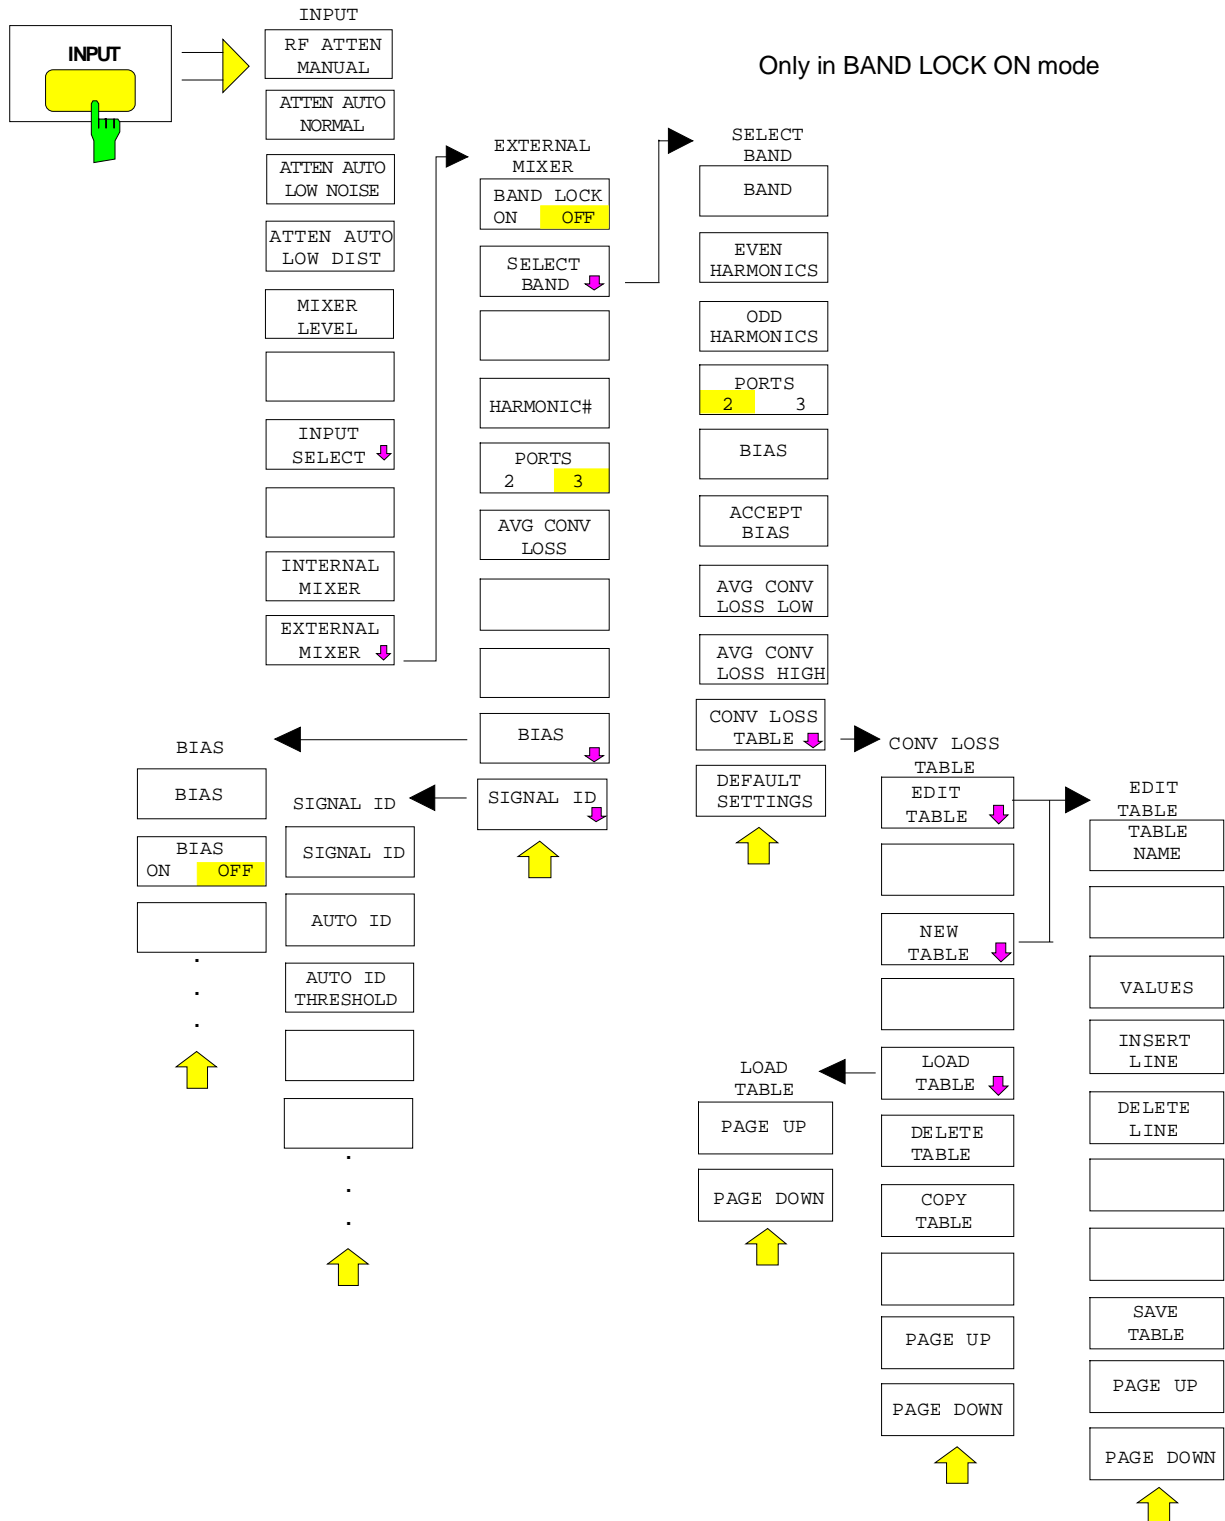 INPUT
INPUT
RF ATTEN
MANUAL
ATTEN AUTO
NORMAL
ATTEN AUTO
LOW NOISE
ATTEN AUTO
LOW DIST
MIXER
LEVEL
INPUT
SELECT
INTERNAL
MIXER
EXTERNAL
MIXER
Only in BAND LOCK ON mode
EXTERNAL
MIXER
BAND LOCK
ON OFF
SELECT
BAND
HARMONIC#
PORTS
2 3
AVG CONV
LOSS
BIAS
SIGNAL ID
SELECT
BAND
BAND
EVEN
HARMONICS
ODD
HARMONICS
PORTS
2 3
BIAS
ACCEPT
BIAS
AVG CONV
LOSS LOW
AVG CONV
LOSS HIGH
CONV LOSS
TABLE
DEFAULT
SETTINGS
BIAS
BIAS
BIAS
ON OFF
.
.
.
SIGNAL ID
SIGNAL ID
AUTO ID
AUTO ID
THRESHOLD
.
.
.
CONV LOSS
TABLE
EDIT
TABLE
NEW
TABLE
LOAD
TABLE
DELETE
TABLE
COPY
TABLE
PAGE UP
PAGE DOWN
LOAD
TABLE
PAGE UP
PAGE DOWN
EDIT
TABLE
TABLE
NAME
VALUES
INSERT
LINE
DELETE
LINE
SAVE
TABLE
PAGE UP
PAGE DOWN